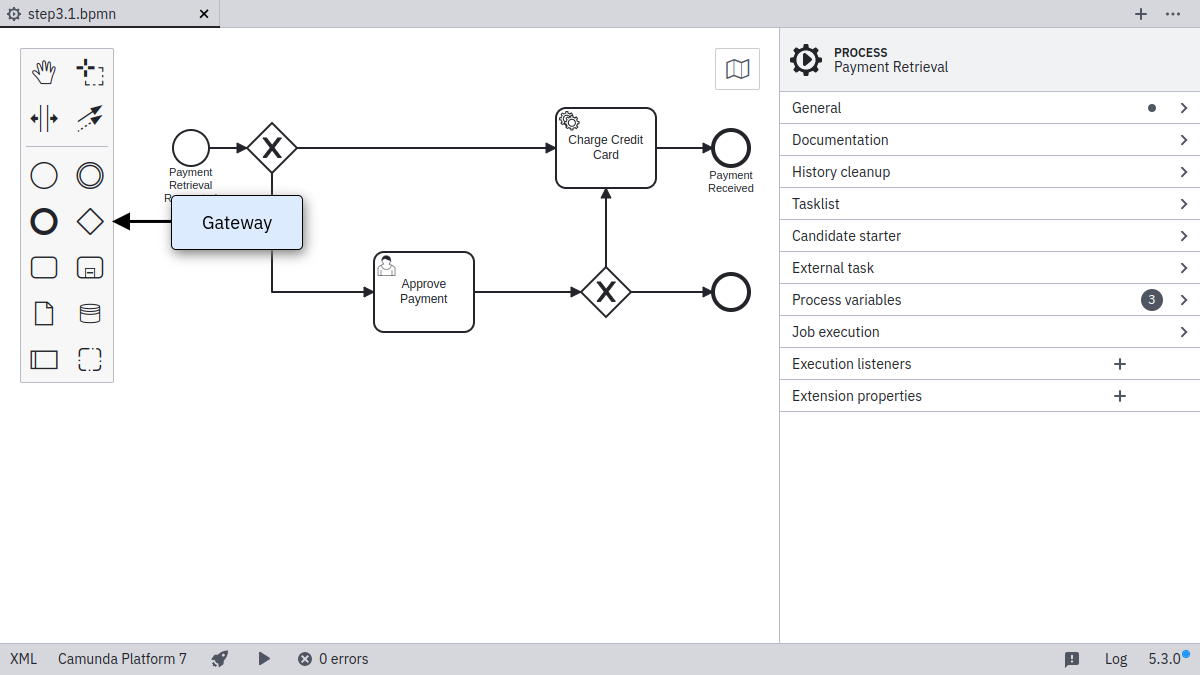 step3.1.bpmn
PROCESS
Payment Retrieval
General
Documentation
History cleanup
Tasklist
Candidate starter
External task
Process variables 3
Job execution
Execution listeners
Extension properties
Payment
Retrieval
Gateway
Charge Credit
Card
Payment
Received
Approve
Payment
XML Camunda Platform 7 0 errors Log 5.3.0